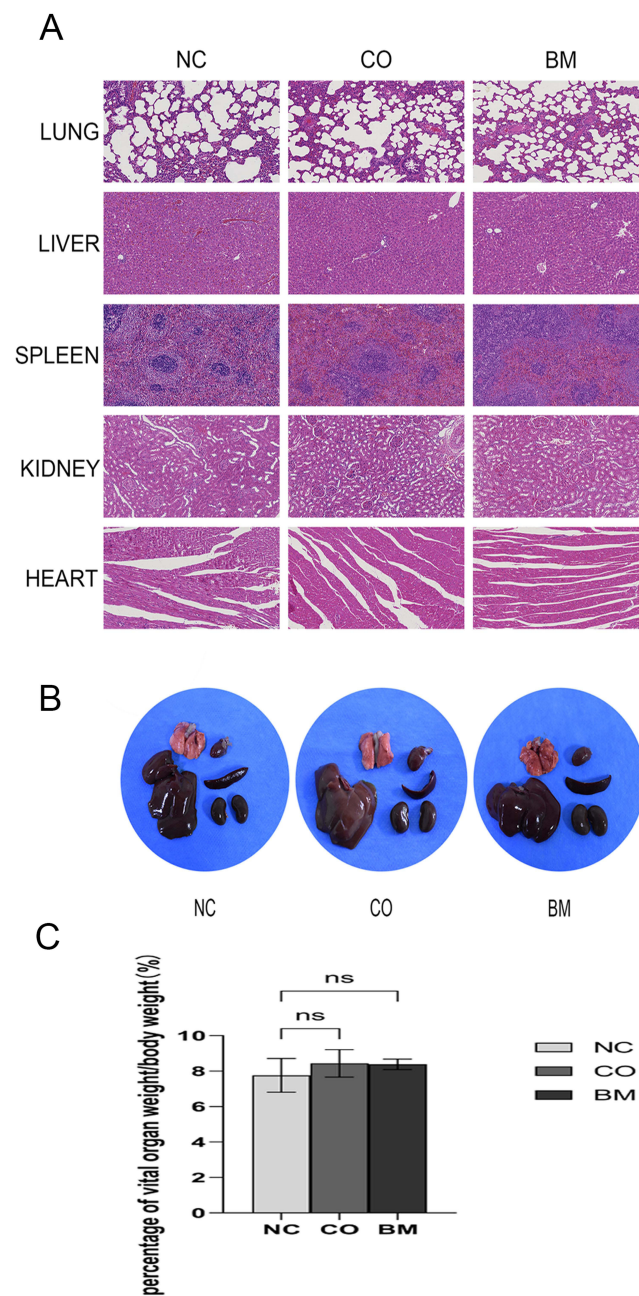 A
NC CO BM
LUNG
LIVER
SPLEEN
KIDNEY
HEART
B
NC CO BM
C
percentage of vital organ weight/body weight(%)
ns
ns
10
8
6
4
2
0
NC CO BM
NC
CO
BM